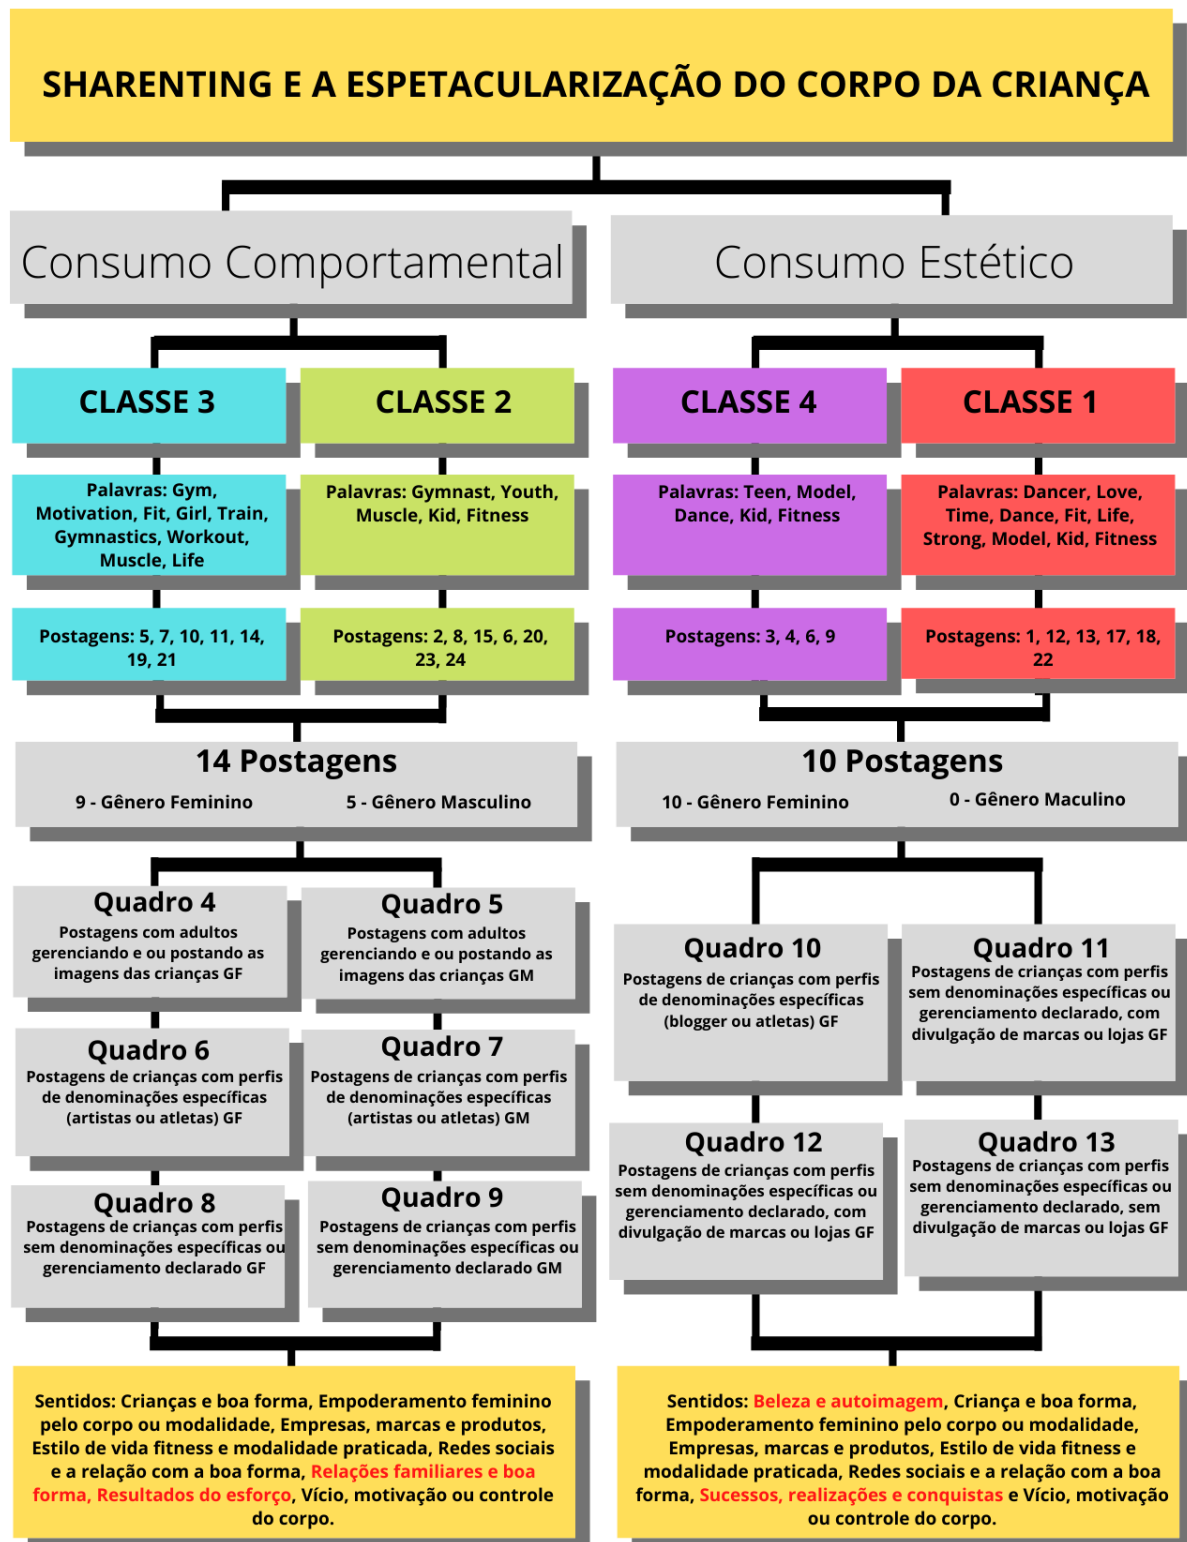 SHARENTING E A ESPETACULARIZAÇÃO DO CORPO DA CRIANÇA
Consumo Comportamental
Consumo Estético
CLASSE 3
CLASSE 2
CLASSE 4
CLASSE 1
Palavras: Gym,
Motivation, Fit, Girl, Train,
Gymnastics, Workout,
Muscle, Life
Palavras: Gymnast, Youth,
Muscle, Kid, Fitness
Palavras: Teen, Model,
Dance, Kid, Fitness
Palavras: Dancer, Love,
Time, Dance, Fit, Life,
Strong, Model, Kid, Fitness
Postagens: 5, 7, 10, 11, 14,
19, 21
Postagens: 2, 8, 15, 6, 20,
23, 24
Postagens: 3, 4, 6, 9
Postagens: 1, 12, 13, 17, 18,
22
14 Postagens
9 - Gênero Feminino
5 - Gênero Masculino
10 Postagens
10 - Gênero Feminino
0 - Gênero Maculino
Quadro 4
Postagens com adultos
gerenciando e ou postando as
imagens das crianças GF
Quadro 5
Postagens com adultos
gerenciando e ou postando as
imagens das crianças GM
Quadro 6
Postagens de crianças com perfis
de denominações específicas
(artistas ou atletas) GF
Quadro 7
Postagens de crianças com perfis
de denominações específicas
(artistas ou atletas) GM
Quadro 8
Postagens de crianças com perfis
sem denominações específicas ou
gerenciamento declarado GF
Quadro 9
Postagens de crianças com perfis
sem denominações específicas ou
gerenciamento declarado GM
Quadro 10
Postagens de crianças com perfis
de denominações específicas
(blogger ou atletas) GF
Quadro 11
Postagens de crianças com perfis
sem denominações específicas ou
gerenciamento declarado, com
divulgação de marcas ou lojas GF
Quadro 12
Postagens de crianças com perfis
sem denominações específicas ou
gerenciamento declarado, com
divulgação de marcas ou lojas GF
Quadro 13
Postagens de crianças com perfis
sem denominações específicas ou
gerenciamento declarado, sem
divulgação de marcas ou lojas GF
Sentidos: Crianças e boa forma, Empoderamento feminino
pelo corpo ou modalidade, Empresas, marcas e produtos,
Estilo de vida fitness e modalidade praticada, Redes sociais
e a relação com a boa forma, Relações familiares e boa
forma, Resultados do esforço, Vício, motivação ou controle
do corpo.
Sentidos: Beleza e autoimagem, Criança e boa forma,
Empoderamento feminino pelo corpo ou modalidade,
Empresas, marcas e produtos, Estilo de vida fitness e
modalidade praticada, Redes sociais e a relação com a boa
forma, Sucessos, realizações e conquistas e Vício, motivação
ou controle do corpo.